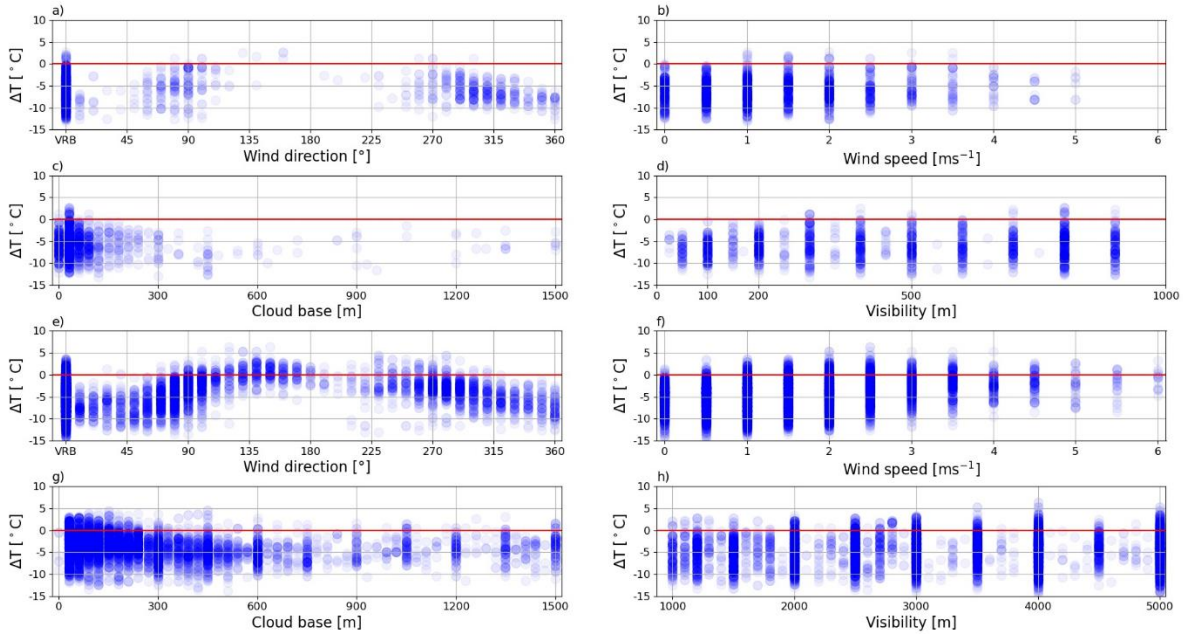 a)
10
5
0
-5
-10
-15
ΔT [°C]
VRB 45 90 135 180 225 270 315 360
Wind direction [°]
b)
10
5
0
-5
-10
-15
ΔT [°C]
0 1 2 3 4 5 6
Wind speed [ms⁻¹]
c)
10
5
0
-5
-10
-15
ΔT [°C]
0 300 600 900 1200 1500
Cloud base [m]
d)
10
5
0
-5
-10
-15
ΔT [°C]
0 100 200 500 1000
Visibility [m]
e)
10
5
0
-5
-10
-15
ΔT [°C]
VRB 45 90 135 180 225 270 315 360
Wind direction [°]
f)
10
5
0
-5
-10
-15
ΔT [°C]
0 1 2 3 4 5 6
Wind speed [ms⁻¹]
g)
10
5
0
-5
-10
-15
ΔT [°C]
0 300 600 900 1200 1500
Cloud base [m]
h)
10
5
0
-5
-10
-15
ΔT [°C]
1000 2000 3000 4000 5000
Visibility [m]